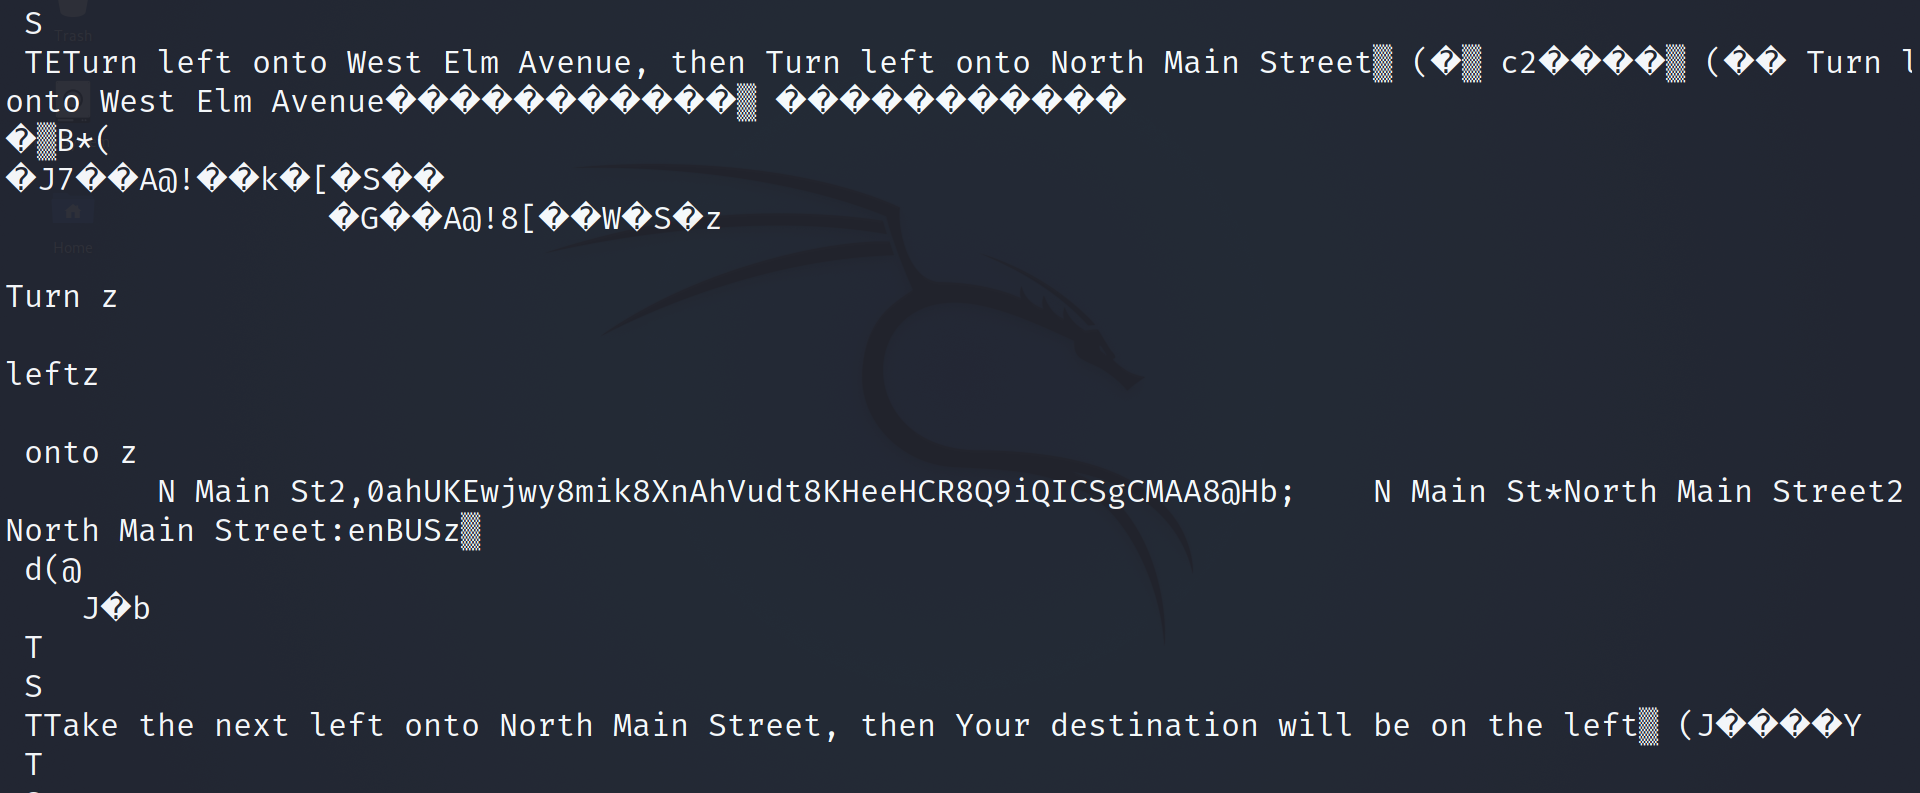 S
Trash
TETurn left onto West Elm Avenue, then Turn left onto North Main Street▒ (�▒ c2����▒ (�� Turn l
onto West Elm Avenue�����������▒ �����������
�▒B*(
�J7��A@!��k�[�S��
�G��A@!8[��W�S�z
Home
Turn z
leftz
onto z
N Main St2,0ahUKEwjwy8mik8XnAhVudt8KHeeHCR8Q9iQICSgCMAA8@Hb; N Main St*North Main Street2
North Main Street:enBUSz▒
d(@
J�b
T
S
TTake the next left onto North Main Street, then Your destination will be on the left▒ (J����Y
T